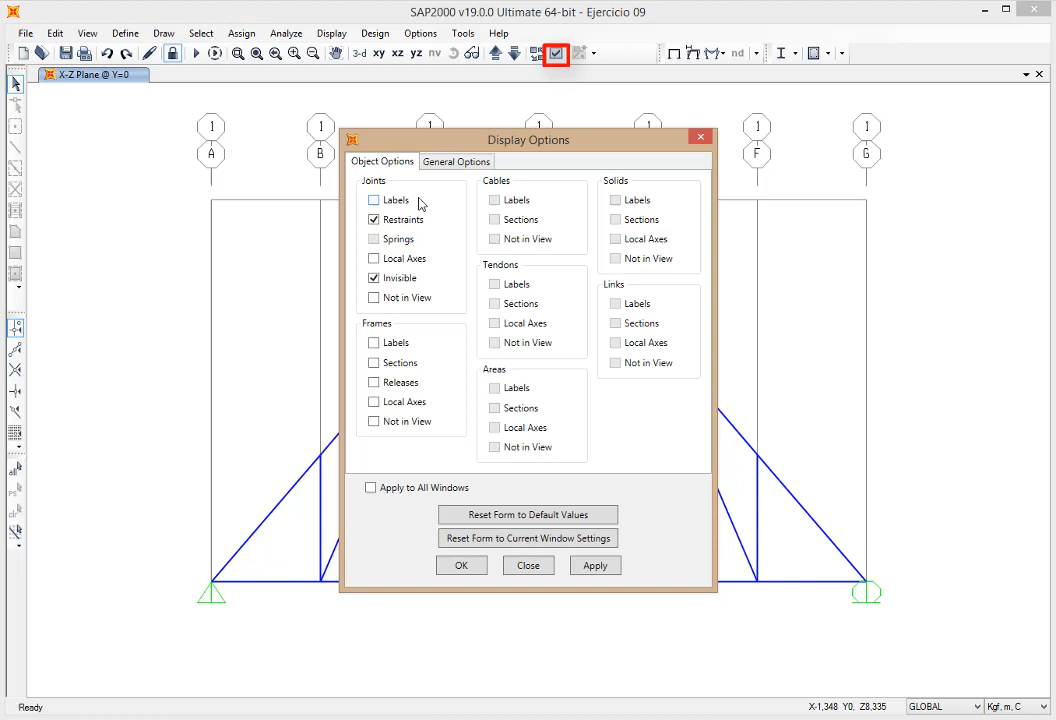 SAP2000 v19.0.0 Ultimate 64-bit - Ejercicio 09
File Edit View Define Draw Select Assign Analyze Display Design Options Tools Help
3-d xy xz yz nv nd
X-Z Plane @ Y=0
1 1 1 1 1 1 1
A B F G
Display Options
Object Options General Options
Joints
Labels
Restraints
Springs
Local Axes
Invisible
Not in View
Frames
Labels
Sections
Releases
Local Axes
Not in View
Cables
Labels
Sections
Not in View
Tendons
Labels
Sections
Local Axes
Not in View
Areas
Labels
Sections
Local Axes
Not in View
Solids
Labels
Sections
Local Axes
Not in View
Links
Labels
Sections
Local Axes
Not in View
Apply to All Windows
Reset Form to Default Values
Reset Form to Current Window Settings
OK Close Apply
all
PS
clr
Ready
X-1,348 Y0, Z8,335
GLOBAL
Kgf, m, C